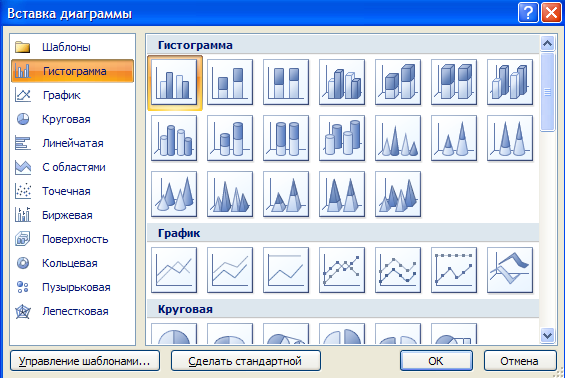 Вставка диаграммы
Шаблоны
Гистограмма
График
Круговая
Линейчатая
С областями
Точечная
Биржевая
Поверхность
Кольцевая
Пузырьковая
Лепестковая
Гистограмма
График
Круговая
Управление шаблонами...
Сделать стандартной
ОК
Отмена